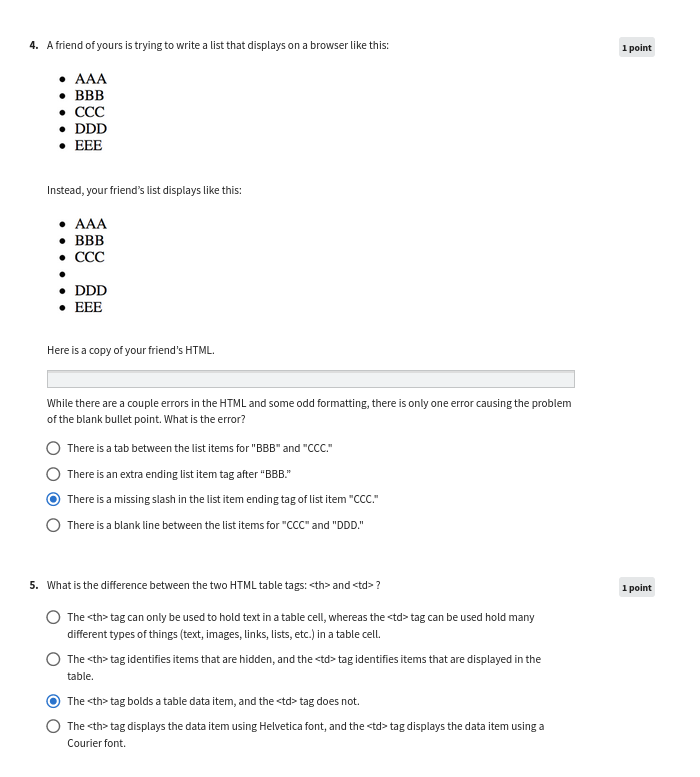 4. A friend of yours is trying to write a list that displays on a browser like this:
1 point
• AAA
• BBB
• CCC
• DDD
• EEE
Instead, your friend’s list displays like this:
• AAA
• BBB
• CCC
•
• DDD
• EEE
Here is a copy of your friend’s HTML.
While there are a couple errors in the HTML and some odd formatting, there is only one error causing the problem
of the blank bullet point. What is the error?
There is a tab between the list items for "BBB" and "CCC."
There is an extra ending list item tag after “BBB.”
There is a missing slash in the list item ending tag of list item "CCC."
There is a blank line between the list items for "CCC" and "DDD."
5. What is the difference between the two HTML table tags: <th> and <td> ?
1 point
The <th> tag can only be used to hold text in a table cell, whereas the <td> tag can be used hold many
different types of things (text, images, links, lists, etc.) in a table cell.
The <th> tag identifies items that are hidden, and the <td> tag identifies items that are displayed in the
table.
The <th> tag bolds a table data item, and the <td> tag does not.
The <th> tag displays the data item using Helvetica font, and the <td> tag displays the data item using a
Courier font.